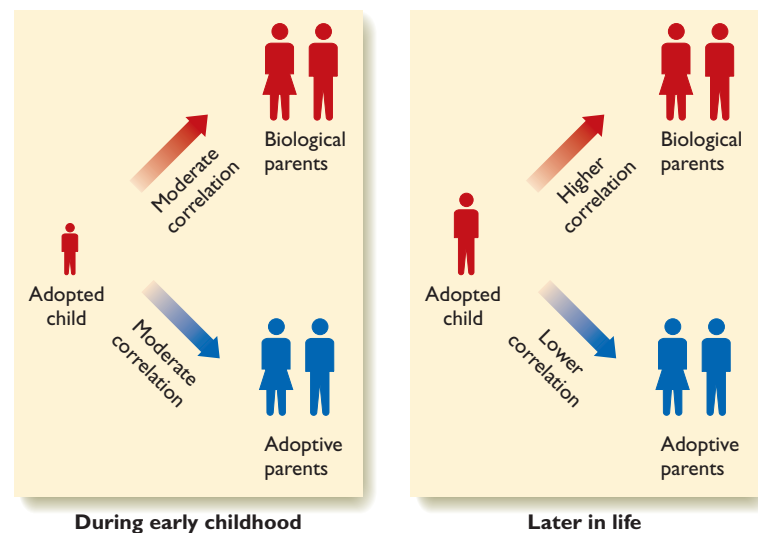 Biological
parents
Moderate
correlation
Adopted
child
Moderate
correlation
Adoptive
parents
During early childhood
Biological
parents
Higher
correlation
Adopted
child
Lower
correlation
Adoptive
parents
Later in life